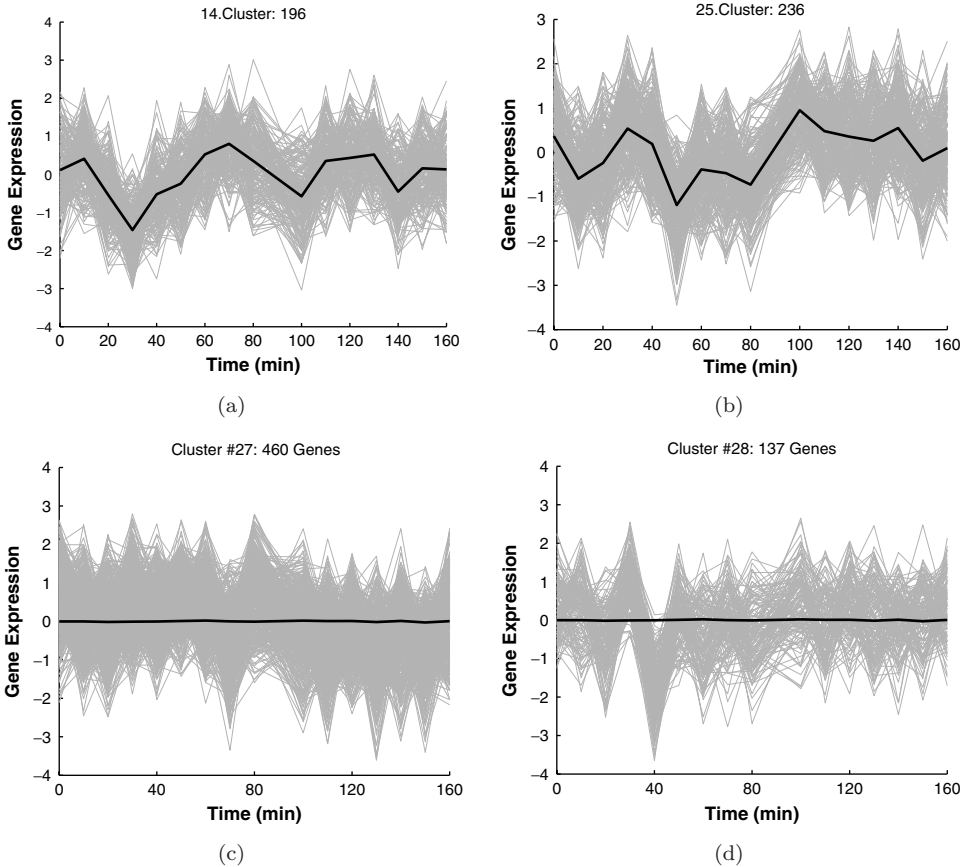 14.Cluster: 196
4
3
2
1
0
−1
−2
−3
−4
Gene Expression
0 20 40 60 80 100 120 140 160
Time (min)
(a)
25.Cluster: 236
3
2
1
0
−1
−2
−3
−4
Gene Expression
0 20 40 60 80 100 120 140 160
Time (min)
(b)
Cluster #27: 460 Genes
4
3
2
1
0
−1
−2
−3
−4
Gene Expression
0 40 80 120 160
Time (min)
(c)
Cluster #28: 137 Genes
4
3
2
1
0
−1
−2
−3
−4
Gene Expression
0 40 80 120 160
Time (min)
(d)